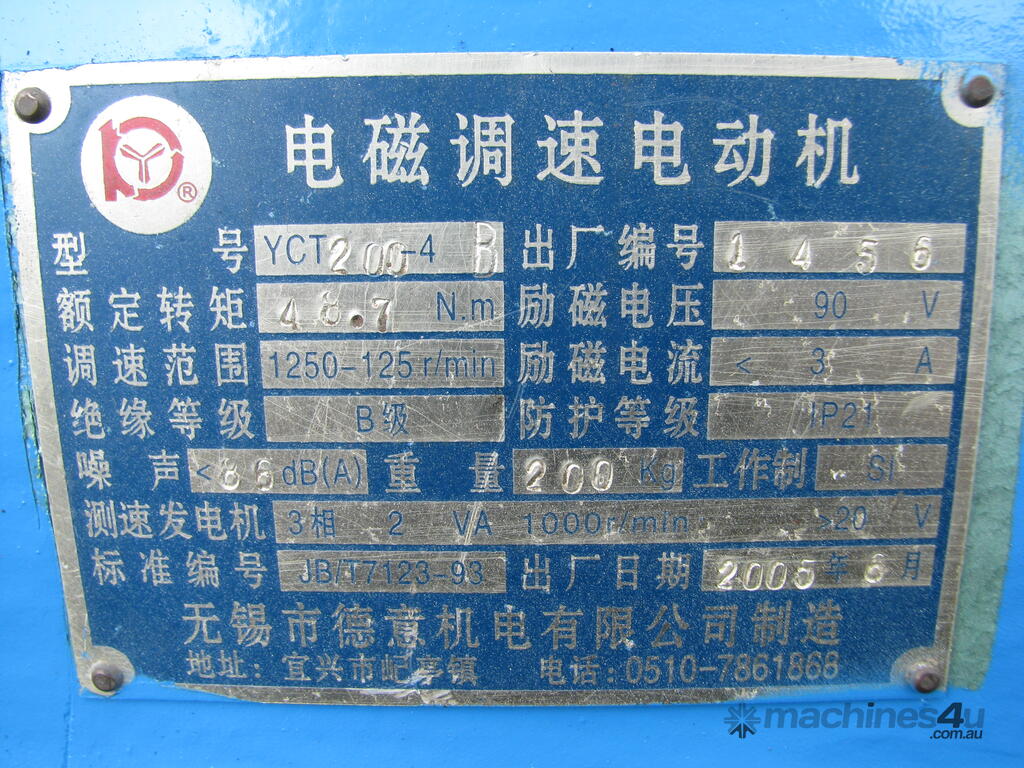 电磁调速电动机
®
型号 YCT200-4 B 出厂编号 1456
额定转矩 48.7 N.m 励磁电压 90 V
调速范围 1250-125r/min 励磁电流 < 3 A
绝缘等级 B级 防护等级 IP21
噪声 <86 dB(A) 重量 200 Kg 工作制 SI
测速发电机 3相 2 VA 1000r/min >20 V
标准编号 JB/T7123-93 出厂日期 2005年6月
无锡市德意机电有限公司制造
地址：宜兴市屺亭镇 电话：0510-7861868
machines4u
.com.au